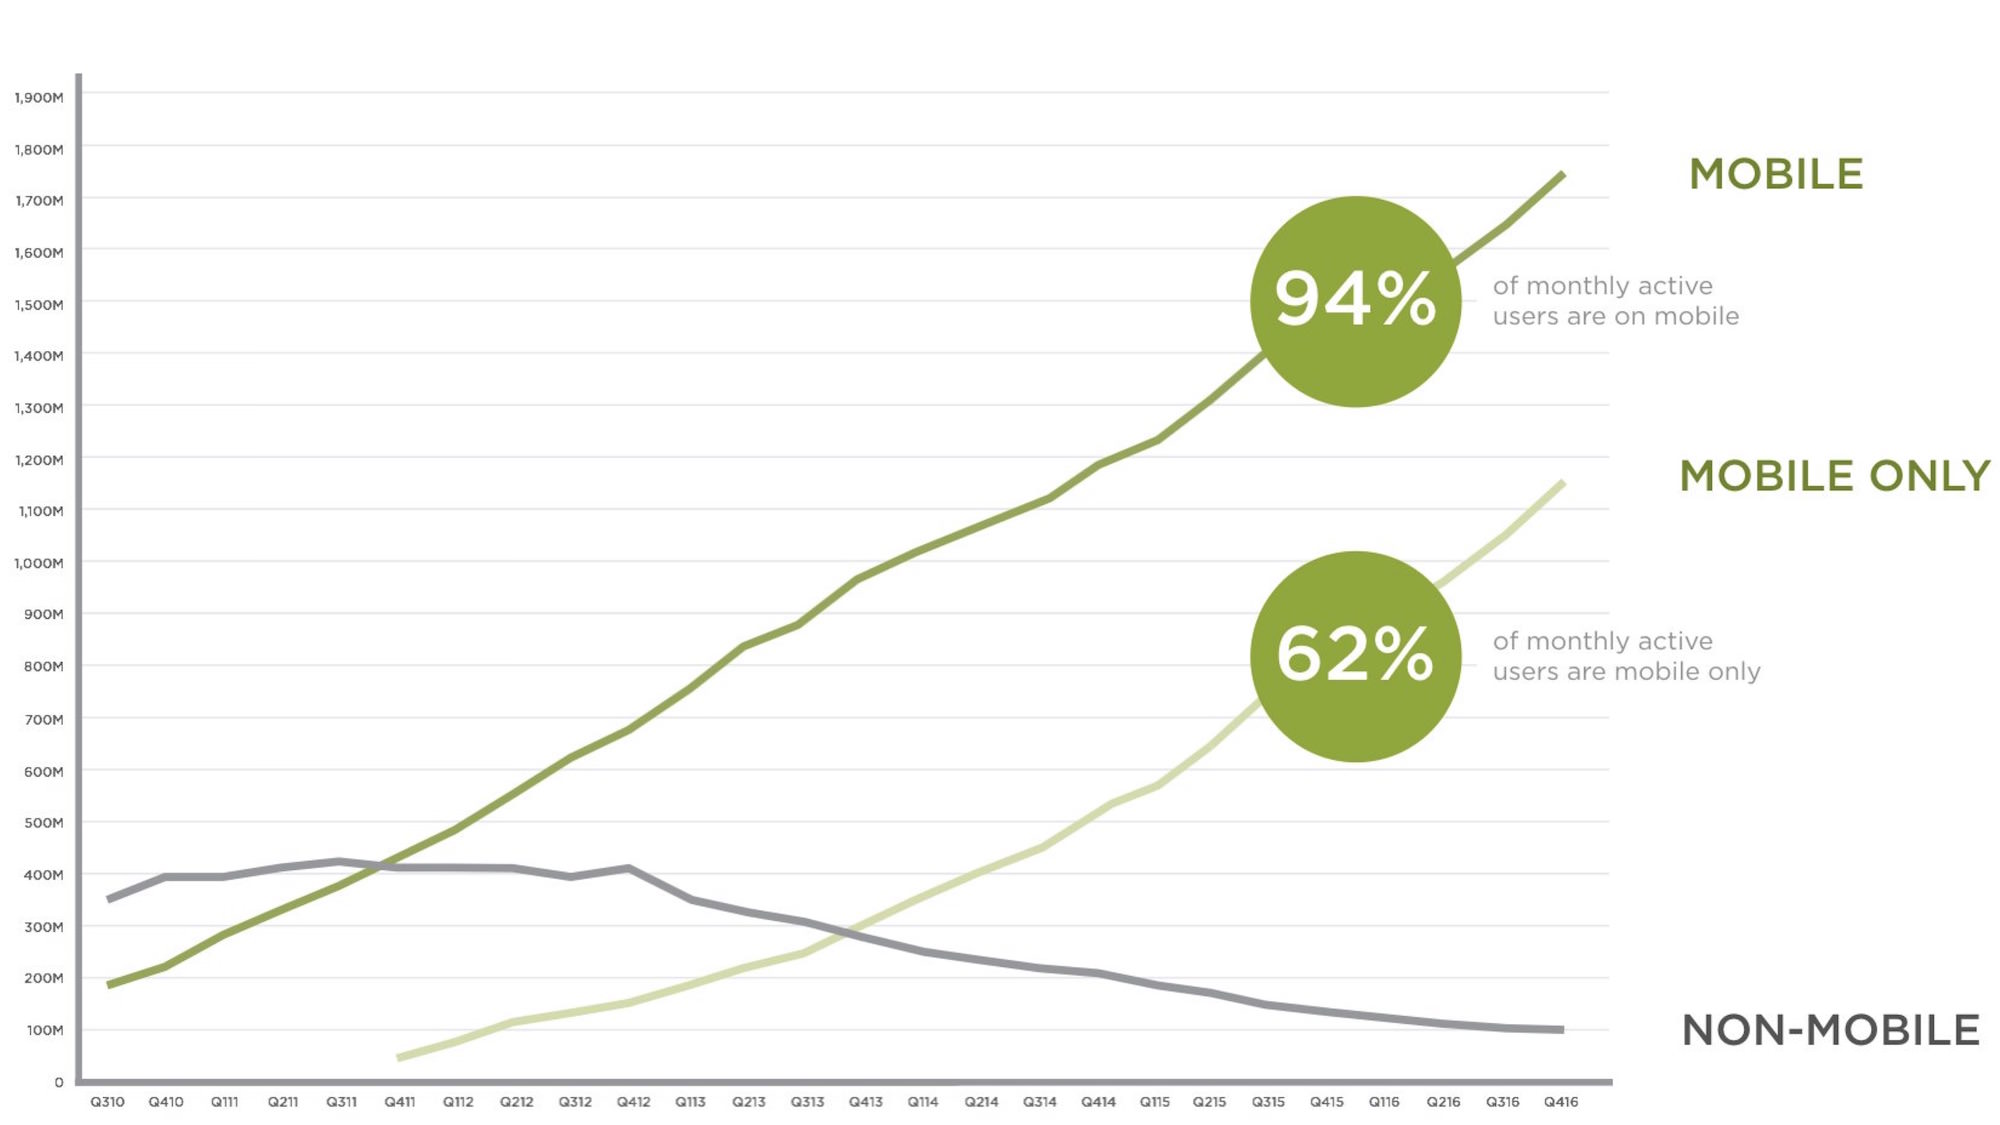 1,900M
1,800M
1,700M
1,600M
1,500M
1,400M
1,300M
1,200M
1,100M
1,000M
900M
800M
700M
600M
500M
400M
300M
200M
100M
0
Q310 Q410 Q111 Q211 Q311 Q411 Q112 Q212 Q312 Q412 Q113 Q213 Q313 Q413 Q114 Q214 Q314 Q414 Q115 Q215 Q315 Q415 Q116 Q216 Q316 Q416
MOBILE
94%
of monthly active
users are on mobile
MOBILE ONLY
62%
of monthly active
users are mobile only
NON-MOBILE